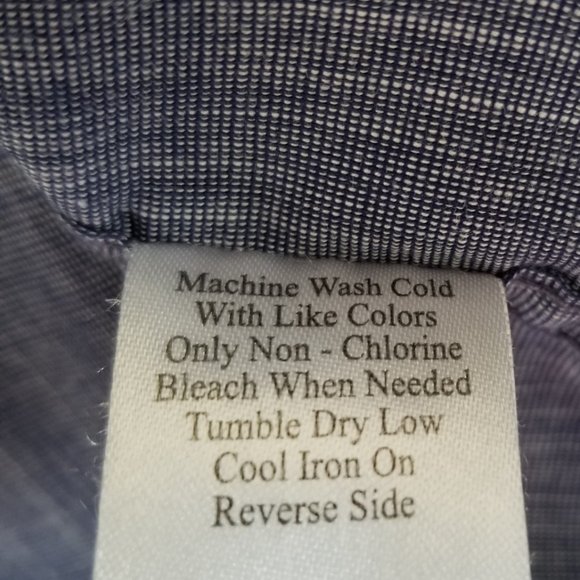 Machine Wash Cold
With Like Colors
Only Non - Chlorine
Bleach When Needed
Tumble Dry Low
Cool Iron On
Reverse Side